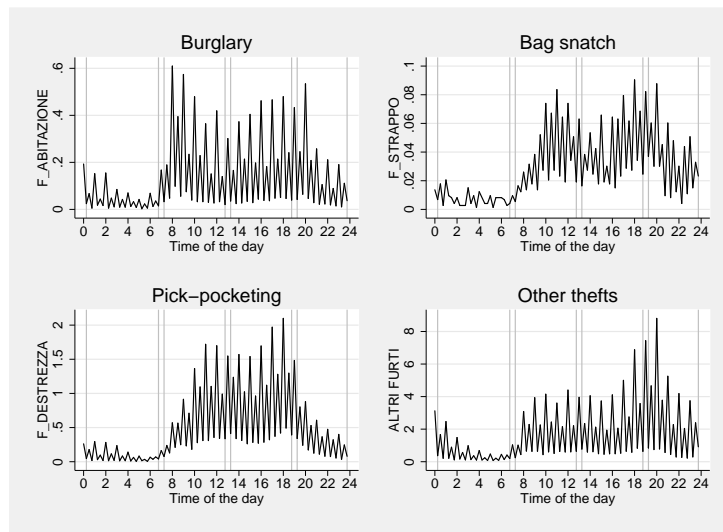 Burglary
F_ABITAZIONE
0 .2 .4 .6
0 2 4 6 8 10 12 14 16 18 20 22 24
Time of the day
Bag snatch
F_STRAPPO
0 .02 .04 .06 .08 .1
0 2 4 6 8 10 12 14 16 18 20 22 24
Time of the day
Pick−pocketing
F_DESTREZZA
0 .5 1 1.5 2
0 2 4 6 8 10 12 14 16 18 20 22 24
Time of the day
Other thefts
ALTRI FURTI
0 2 4 6 8
0 2 4 6 8 10 12 14 16 18 20 22 24
Time of the day